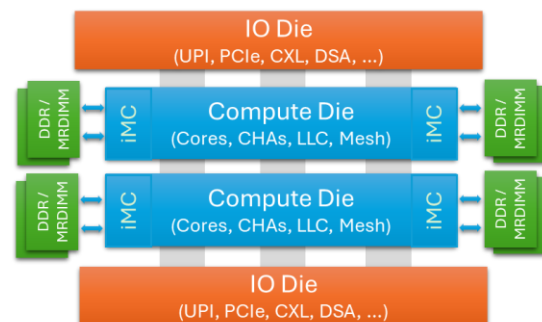 IO Die
(UPI, PCIe, CXL, DSA, ...)
DDR /
MRDIMM
iMC
Compute Die
(Cores, CHAs, LLC, Mesh)
iMC
DDR /
MRDIMM
DDR /
MRDIMM
iMC
Compute Die
(Cores, CHAs, LLC, Mesh)
iMC
DDR /
MRDIMM
IO Die
(UPI, PCIe, CXL, DSA, ...)